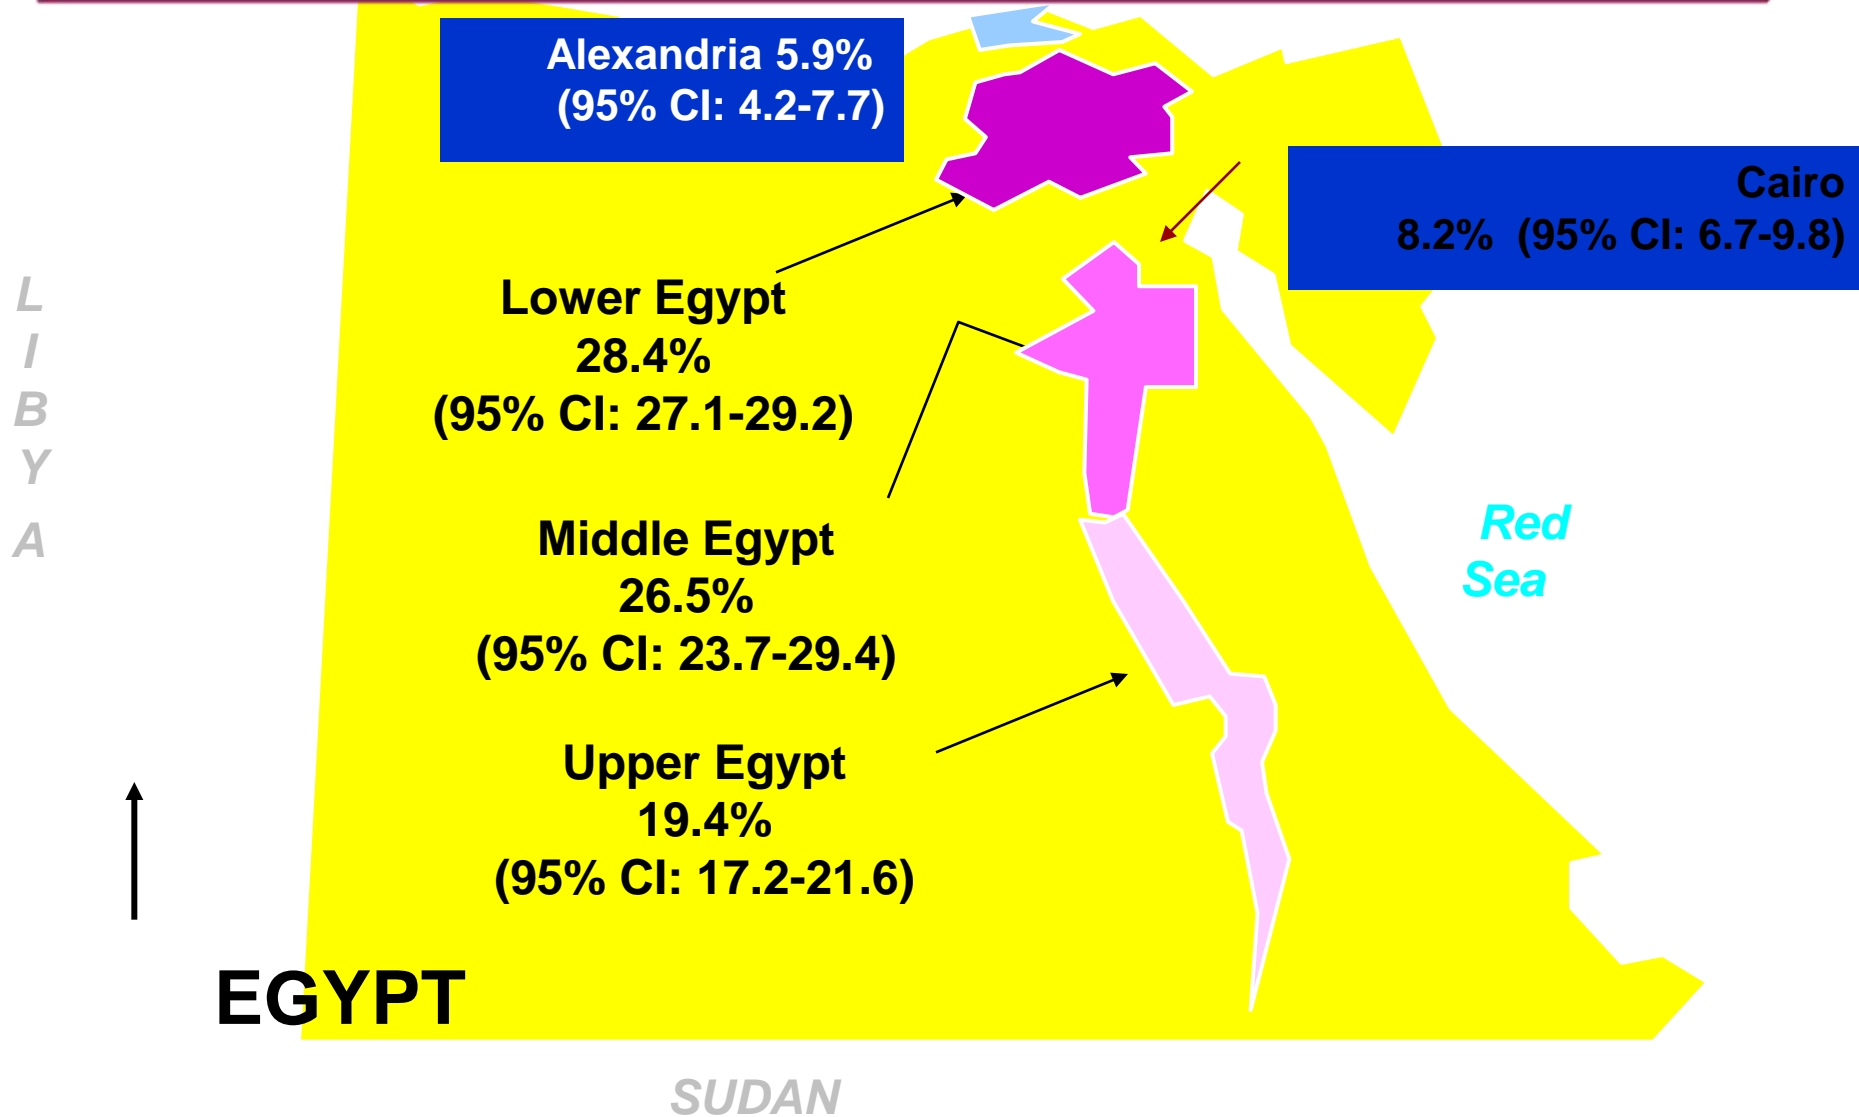 Alexandria 5.9%
(95% CI: 4.2-7.7)
Cairo
8.2% (95% CI: 6.7-9.8)
Lower Egypt
28.4%
(95% CI: 27.1-29.2)
L
I
B
Y
A
Middle Egypt
26.5%
(95% CI: 23.7-29.4)
Red
Sea
Upper Egypt
19.4%
(95% CI: 17.2-21.6)
EGYPT
SUDAN